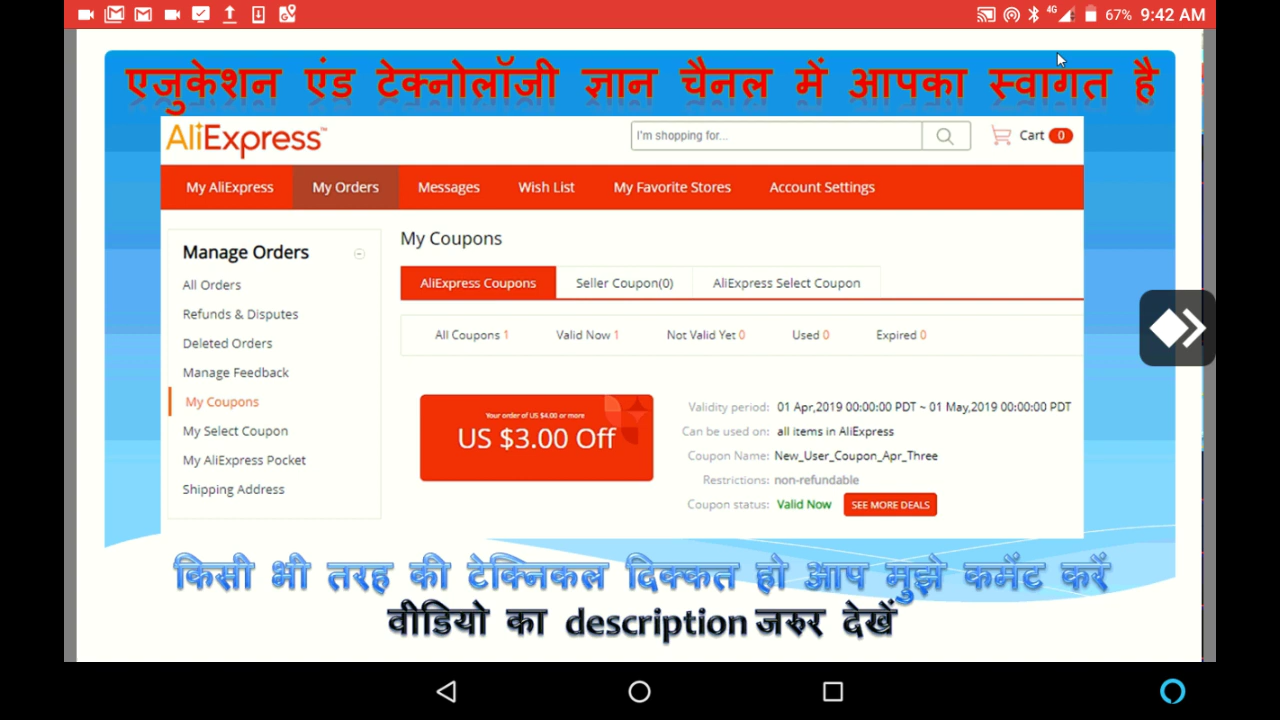 4G 67% 9:42 AM
एजुकेशन एंड टेक्नोलॉजी ज्ञान चैनल में आपका स्वागत है
AliExpress™ I'm shopping for... Cart 0
My AliExpress My Orders Messages Wish List My Favorite Stores Account Settings
Manage Orders
All Orders
Refunds & Disputes
Deleted Orders
Manage Feedback
My Coupons
My Select Coupon
My AliExpress Pocket
Shipping Address
My Coupons
AliExpress Coupons Seller Coupon(0) AliExpress Select Coupon
All Coupons 1 Valid Now 1 Not Valid Yet 0 Used 0 Expired 0
Your order of US $4.00 or more
US $3.00 Off
Validity period: 01 Apr,2019 00:00:00 PDT ~ 01 May,2019 00:00:00 PDT
Can be used on: all items in AliExpress
Coupon Name: New_User_Coupon_Apr_Three
Restrictions: non-refundable
Coupon status: Valid Now SEE MORE DEALS
किसी भी तरह की टेक्निकल दिक्कत हो आप मुझे कमेंट करें
वीडियो का description जरुर देखें